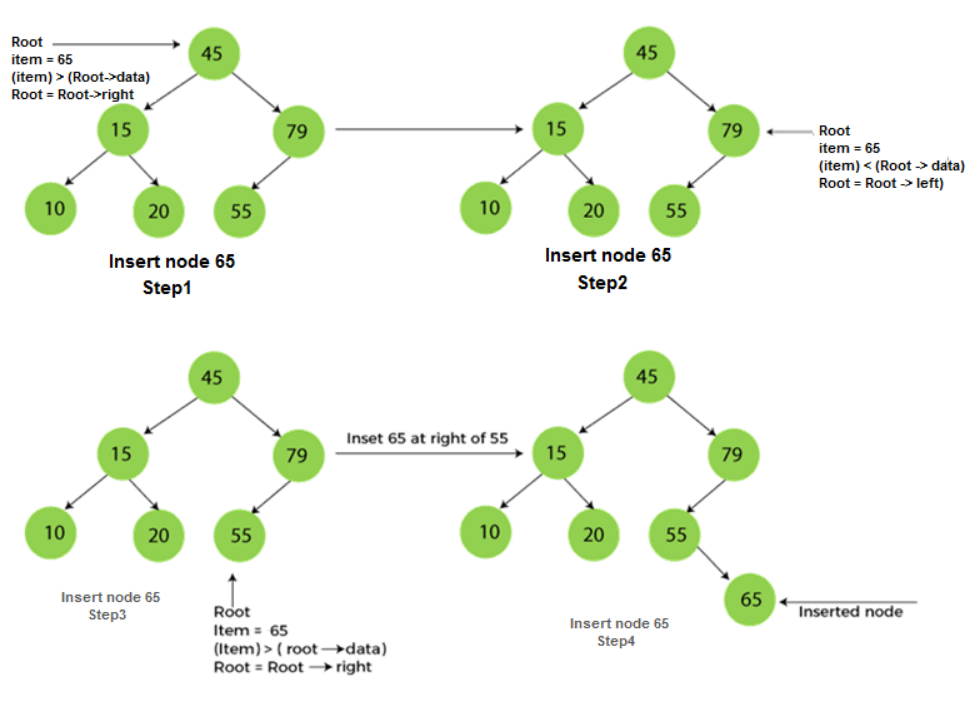 Root
item = 65
(item) > (Root->data)
Root = Root->right
45
15
79
10
20
55
Insert node 65
Step1
45
15
79
10
20
55
Root
item = 65
(item) < (Root -> data)
Root = Root -> left)
Insert node 65
Step2
45
15
79
10
20
55
Insert node 65
Step3
Root
Item = 65
(Item) > ( root →data)
Root = Root → right
Inset 65 at right of 55
45
15
79
10
20
55
65
Inserted node
Insert node 65
Step4